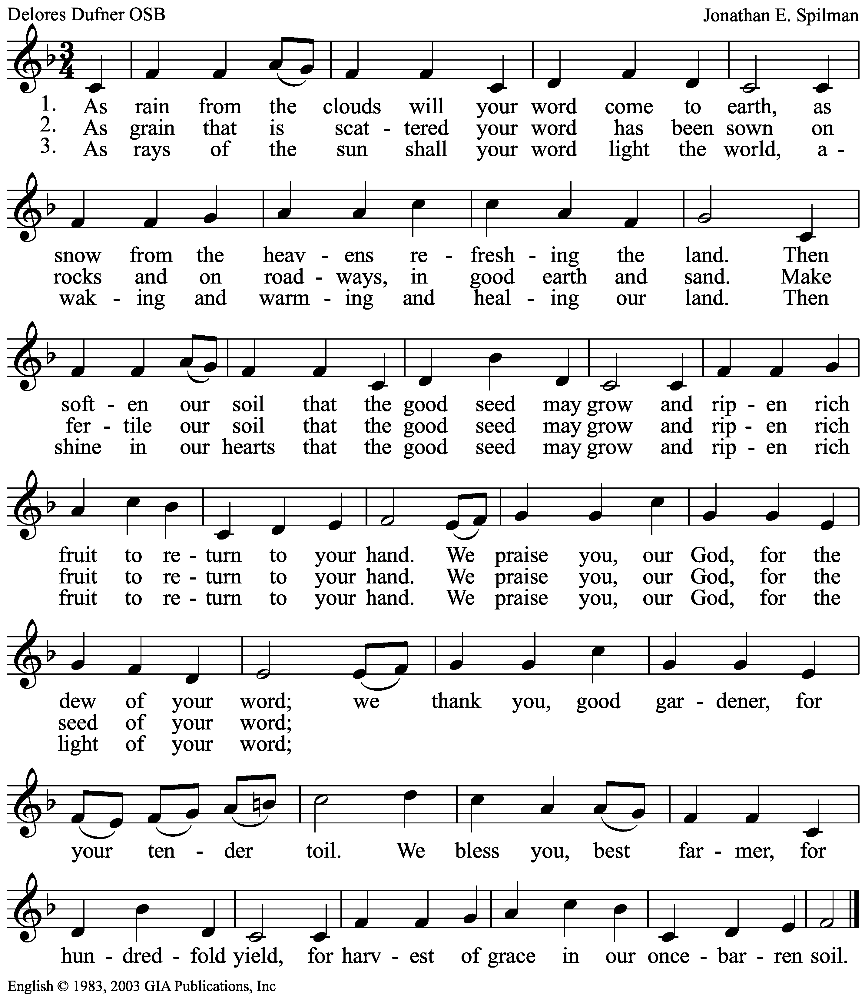 Delores Dufner OSB Jonathan E. Spilman
3
4
1. As rain from the clouds will your word come to earth, as
2. As grain that is scat - tered your word has been sown on
3. As rays of the sun shall your word light the world, a -
snow from the heav - ens re - fresh - ing the land. Then
rocks and on road - ways, in good earth and sand. Make
wak - ing and warm - ing and heal - ing our land. Then
soft - en our soil that the good seed may grow and rip - en rich
fer - tile our soil that the good seed may grow and rip - en rich
shine in our hearts that the good seed may grow and rip - en rich
fruit to re - turn to your hand. We praise you, our God, for the
fruit to re - turn to your hand. We praise you, our God, for the
fruit to re - turn to your hand. We praise you, our God, for the
dew of your word; we thank you, good gar - dener, for
seed of your word;
light of your word;
your ten - der toil. We bless you, best far - mer, for
hun - dred - fold yield, for harv - est of grace in our once - bar - ren soil.
English © 1983, 2003 GIA Publications, Inc